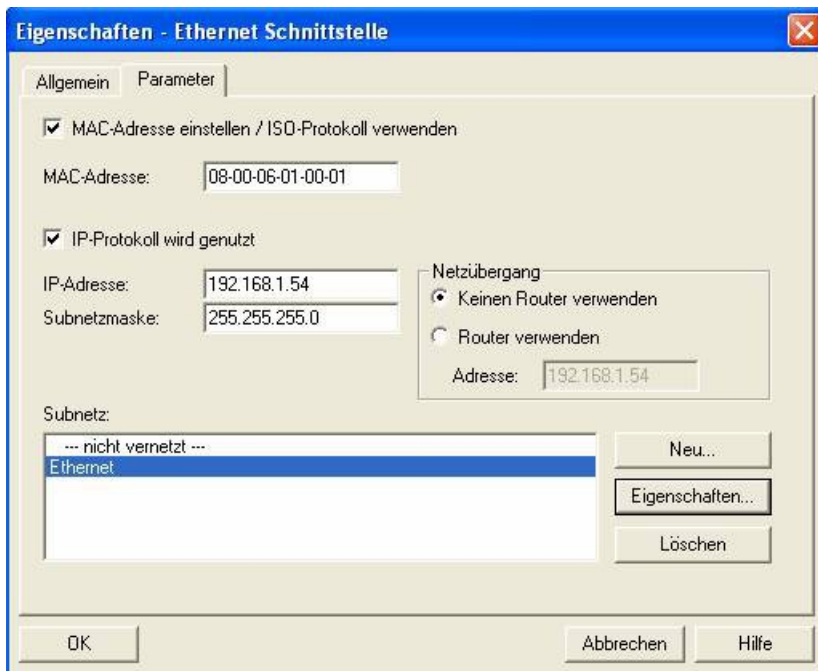 Eigenschaften - Ethernet Schnittstelle
Allgemein
Parameter
MAC-Adresse einstellen / ISO-Protokoll verwenden
MAC-Adresse:
08-00-06-01-00-01
IP-Protokoll wird genutzt
IP-Adresse:
192.168.1.54
Subnetzmaske:
255.255.255.0
Netzübergang
Keinen Router verwenden
Router verwenden
Adresse:
192.168.1.54
Subnetz:
--- nicht vernetzt ---
Ethernet
Neu...
Eigenschaften...
Löschen
OK
Abbrechen
Hilfe